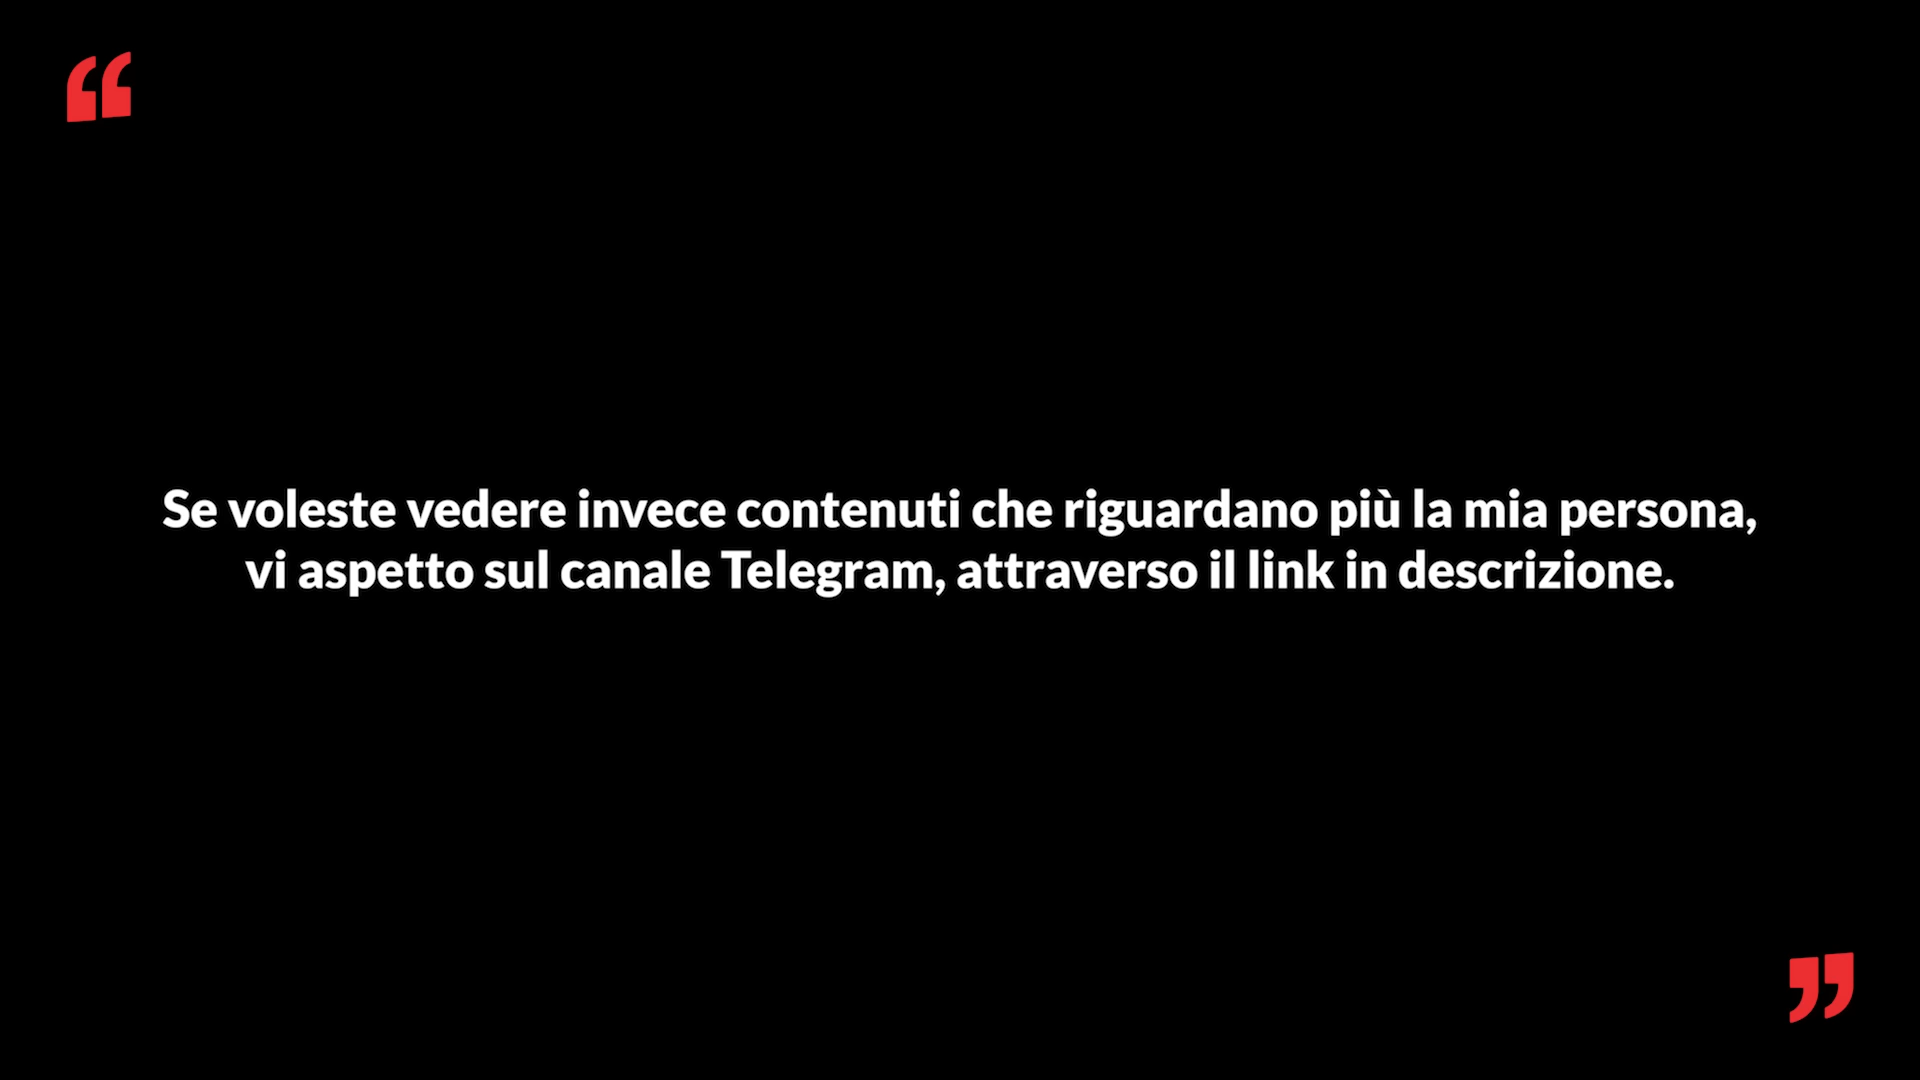 “
Se voleste vedere invece contenuti che riguardano più la mia persona,
vi aspetto sul canale Telegram, attraverso il link in descrizione.
”